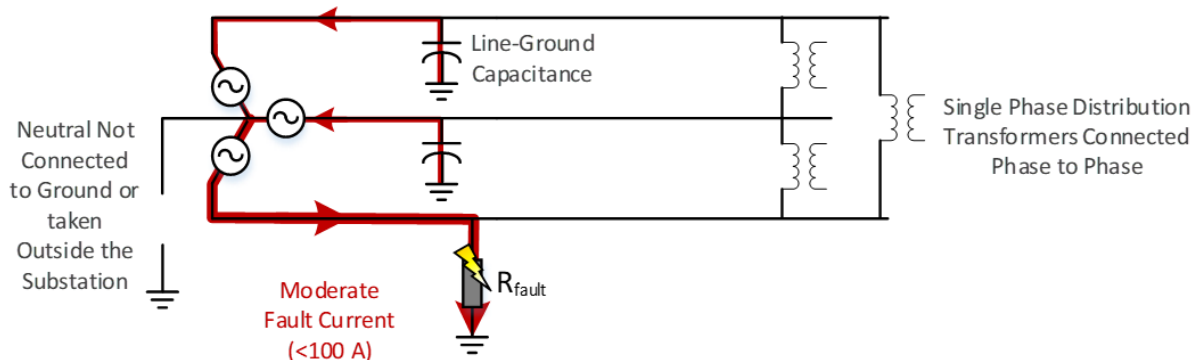 Line-Ground
Capacitance
Neutral Not
Connected
to Ground or
taken
Outside the
Substation
Single Phase Distribution
Transformers Connected
Phase to Phase
Rfault
Moderate
Fault Current
(<100 A)